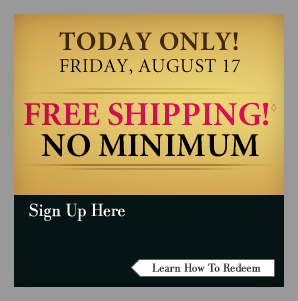 TODAY ONLY!
FRIDAY, AUGUST 17
FREE SHIPPING!◊
NO MINIMUM
Sign Up Here
Learn How To Redeem